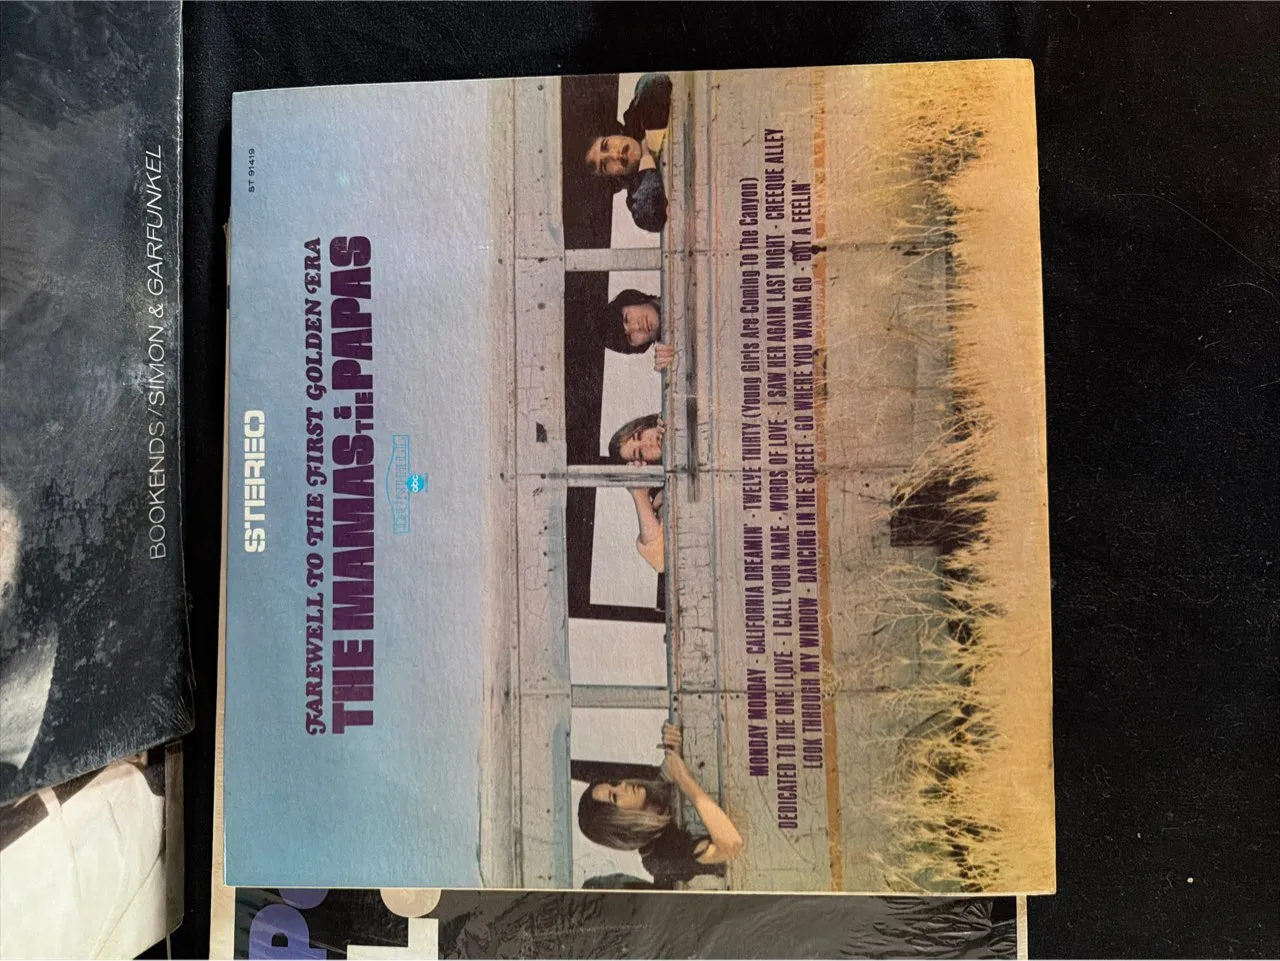 BOOKENDS/SIMON & GARFUNKEL
STEREO
ST 91419
FAREWELL TO THE FIRST GOLDEN ERA
THE MAMAS & THE PAPAS
DUNHILL
abc
MONDAY MONDAY · CALIFORNIA DREAMIN' · TWELVE THIRTY (Young Girls Are Coming To The Canyon)
DEDICATED TO THE ONE I LOVE · I CALL YOUR NAME · WORDS OF LOVE · I SAW HER AGAIN LAST NIGHT · CREEQUE ALLEY
LOOK THROUGH MY WINDOW · DANCING IN THE STREET · GO WHERE YOU WANNA GO · GOT A FEELIN'